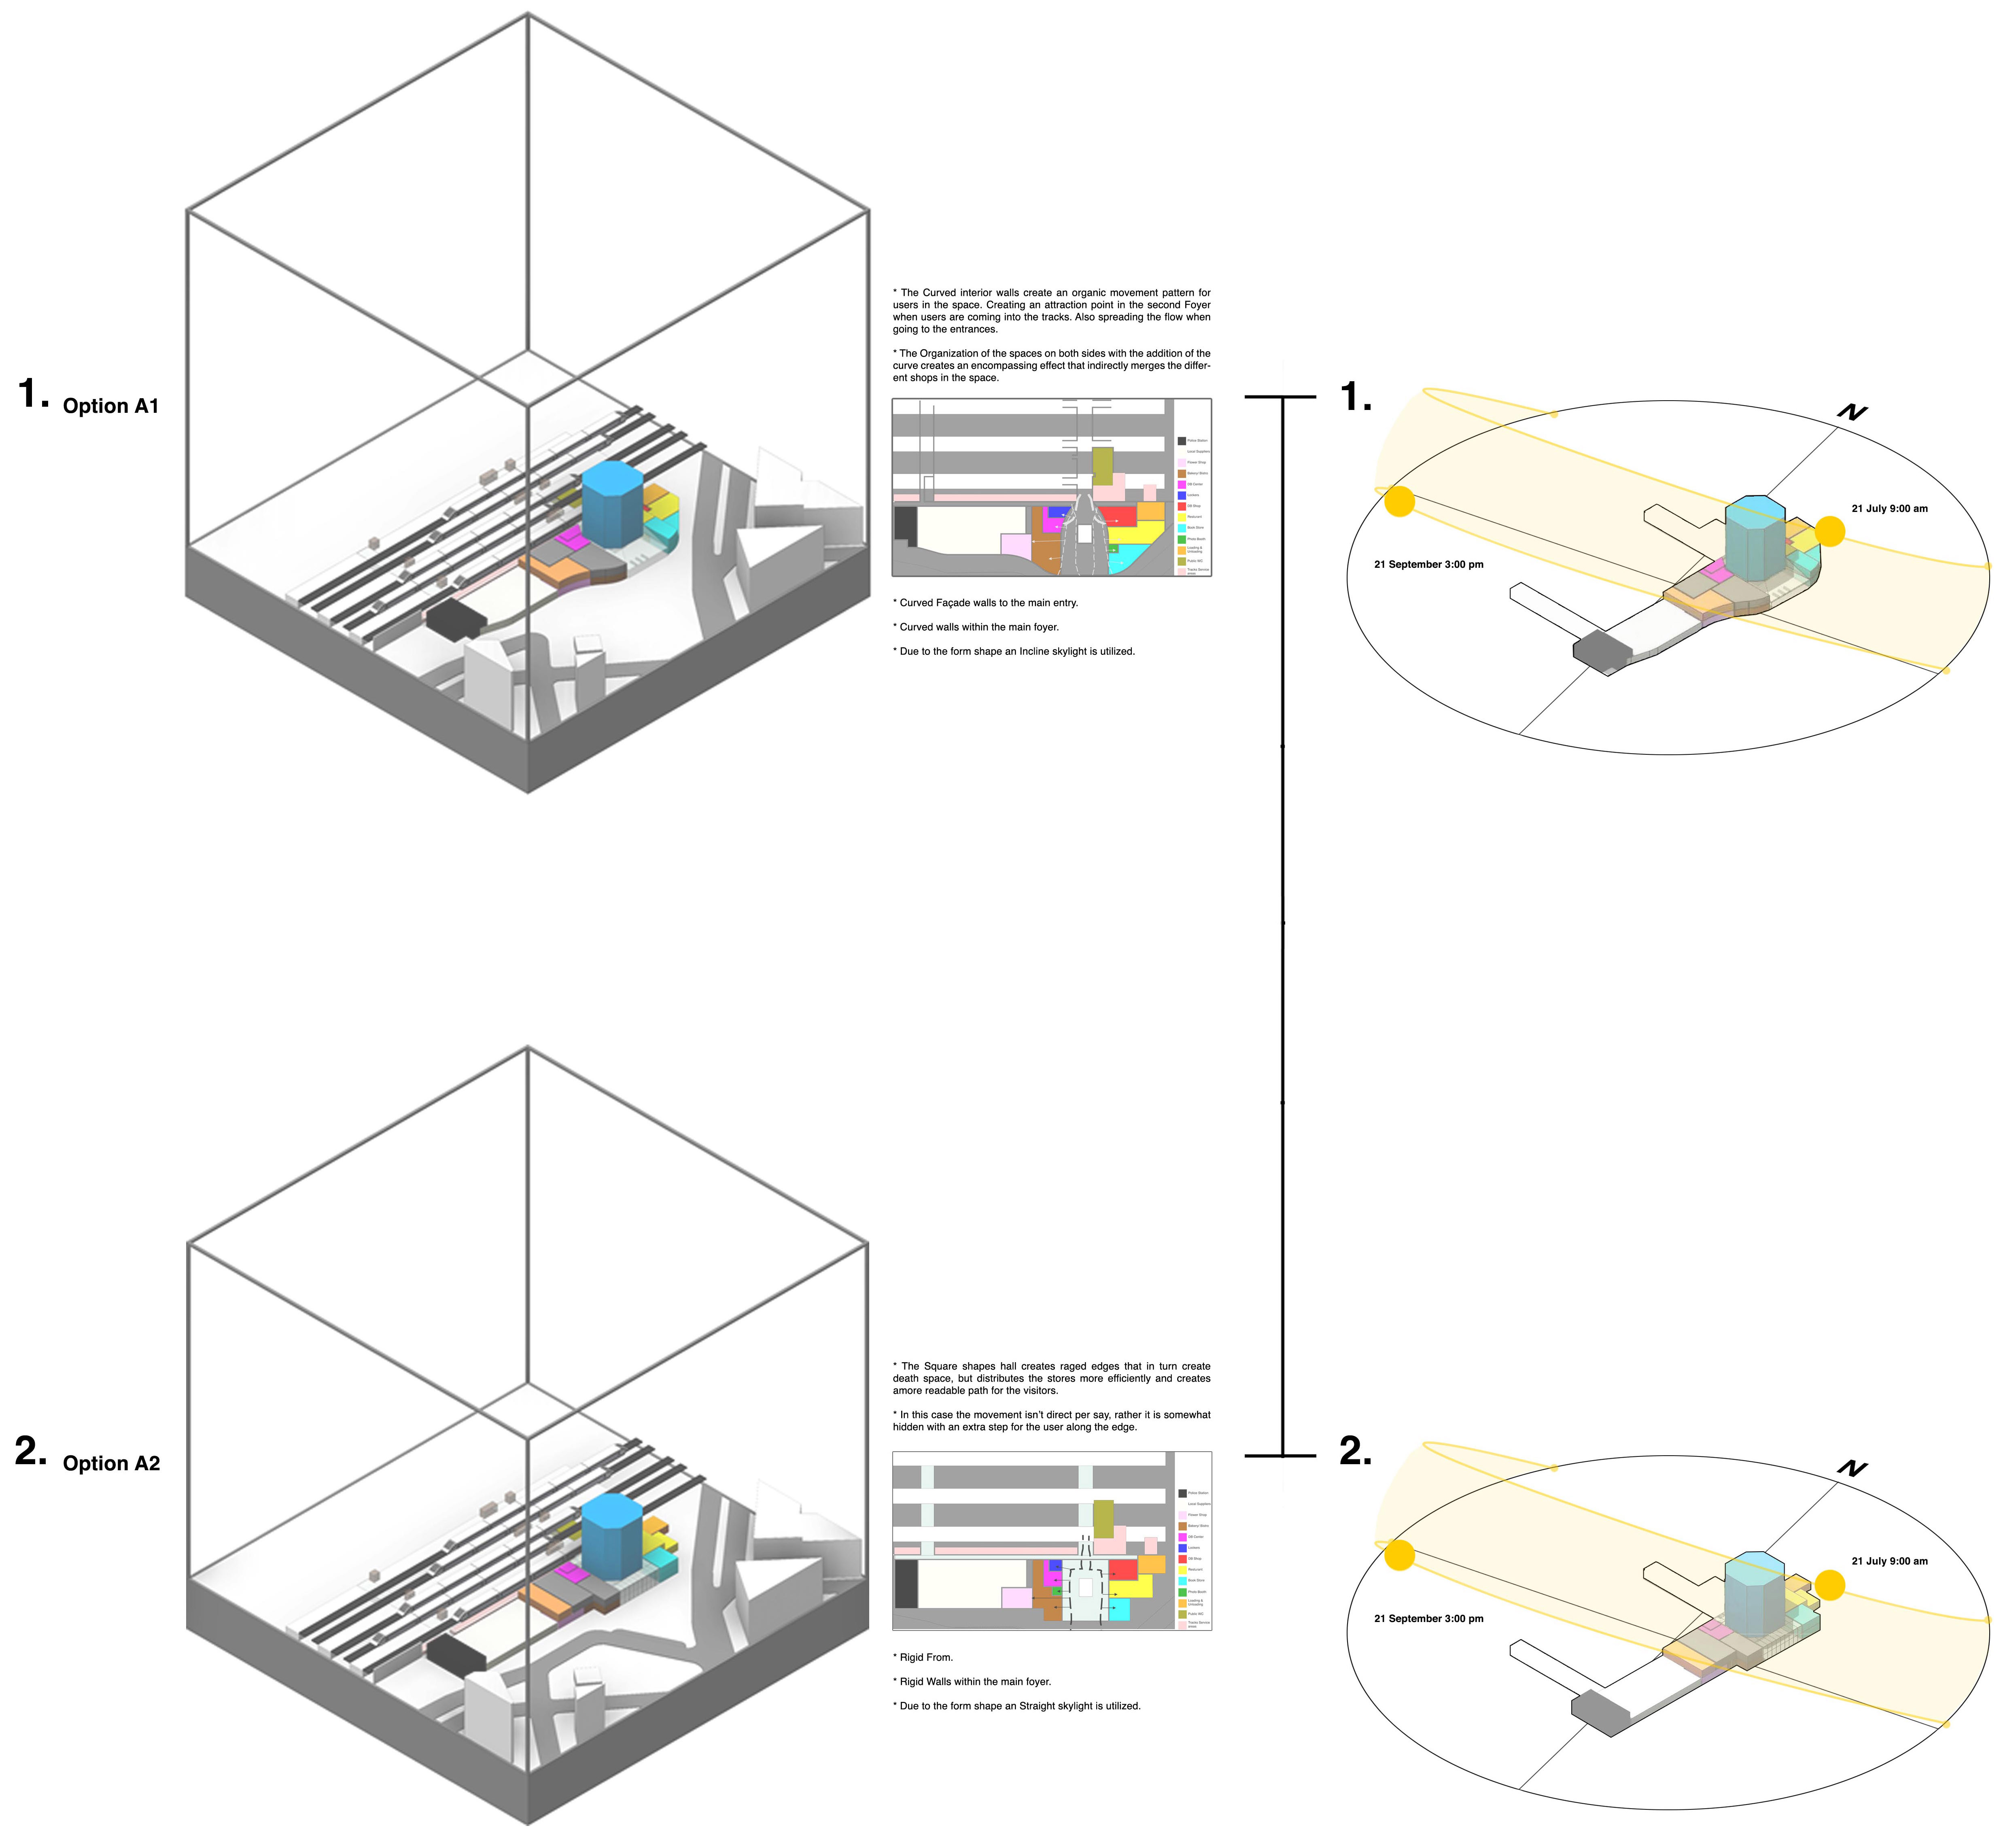 * The Curved interior walls create an organic movement pattern for
users in the space. Creating an attraction point in the second Foyer
when users are coming into the tracks. Also spreading the flow when
going to the entrances.
* The Organization of the spaces on both sides with the addition of the
curve creates an encompassing effect that indirectly merges the differ-
ent shops in the space.
1. Option A1
Police Station
Local Suppliers
Flower Shop
Bakery/ Bistro
DB Center
Lockers
DB Shop
Restaurant
Book Store
Photo Booth
Loading &
Unloading
Public WC
Tracks Service
areas
* Curved Façade walls to the main entry.
* Curved walls within the main foyer.
* Due to the form shape an Incline skylight is utilized.
1.
N
21 July 9:00 am
21 September 3:00 pm
* The Square shapes hall creates raged edges that in turn create
death space, but distributes the stores more efficiently and creates
amore readable path for the visitors.
* In this case the movement isn't direct per say, rather it is somewhat
hidden with an extra step for the user along the edge.
2. Option A2
Police Station
Local Suppliers
Flower Shop
Bakery/ Bistro
DB Center
Lockers
DB Shop
Restaurant
Book Store
Photo Booth
Loading &
Unloading
Public WC
Tracks Service
areas
* Rigid From.
* Rigid Walls within the main foyer.
* Due to the form shape an Straight skylight is utilized.
2.
N
21 July 9:00 am
21 September 3:00 pm